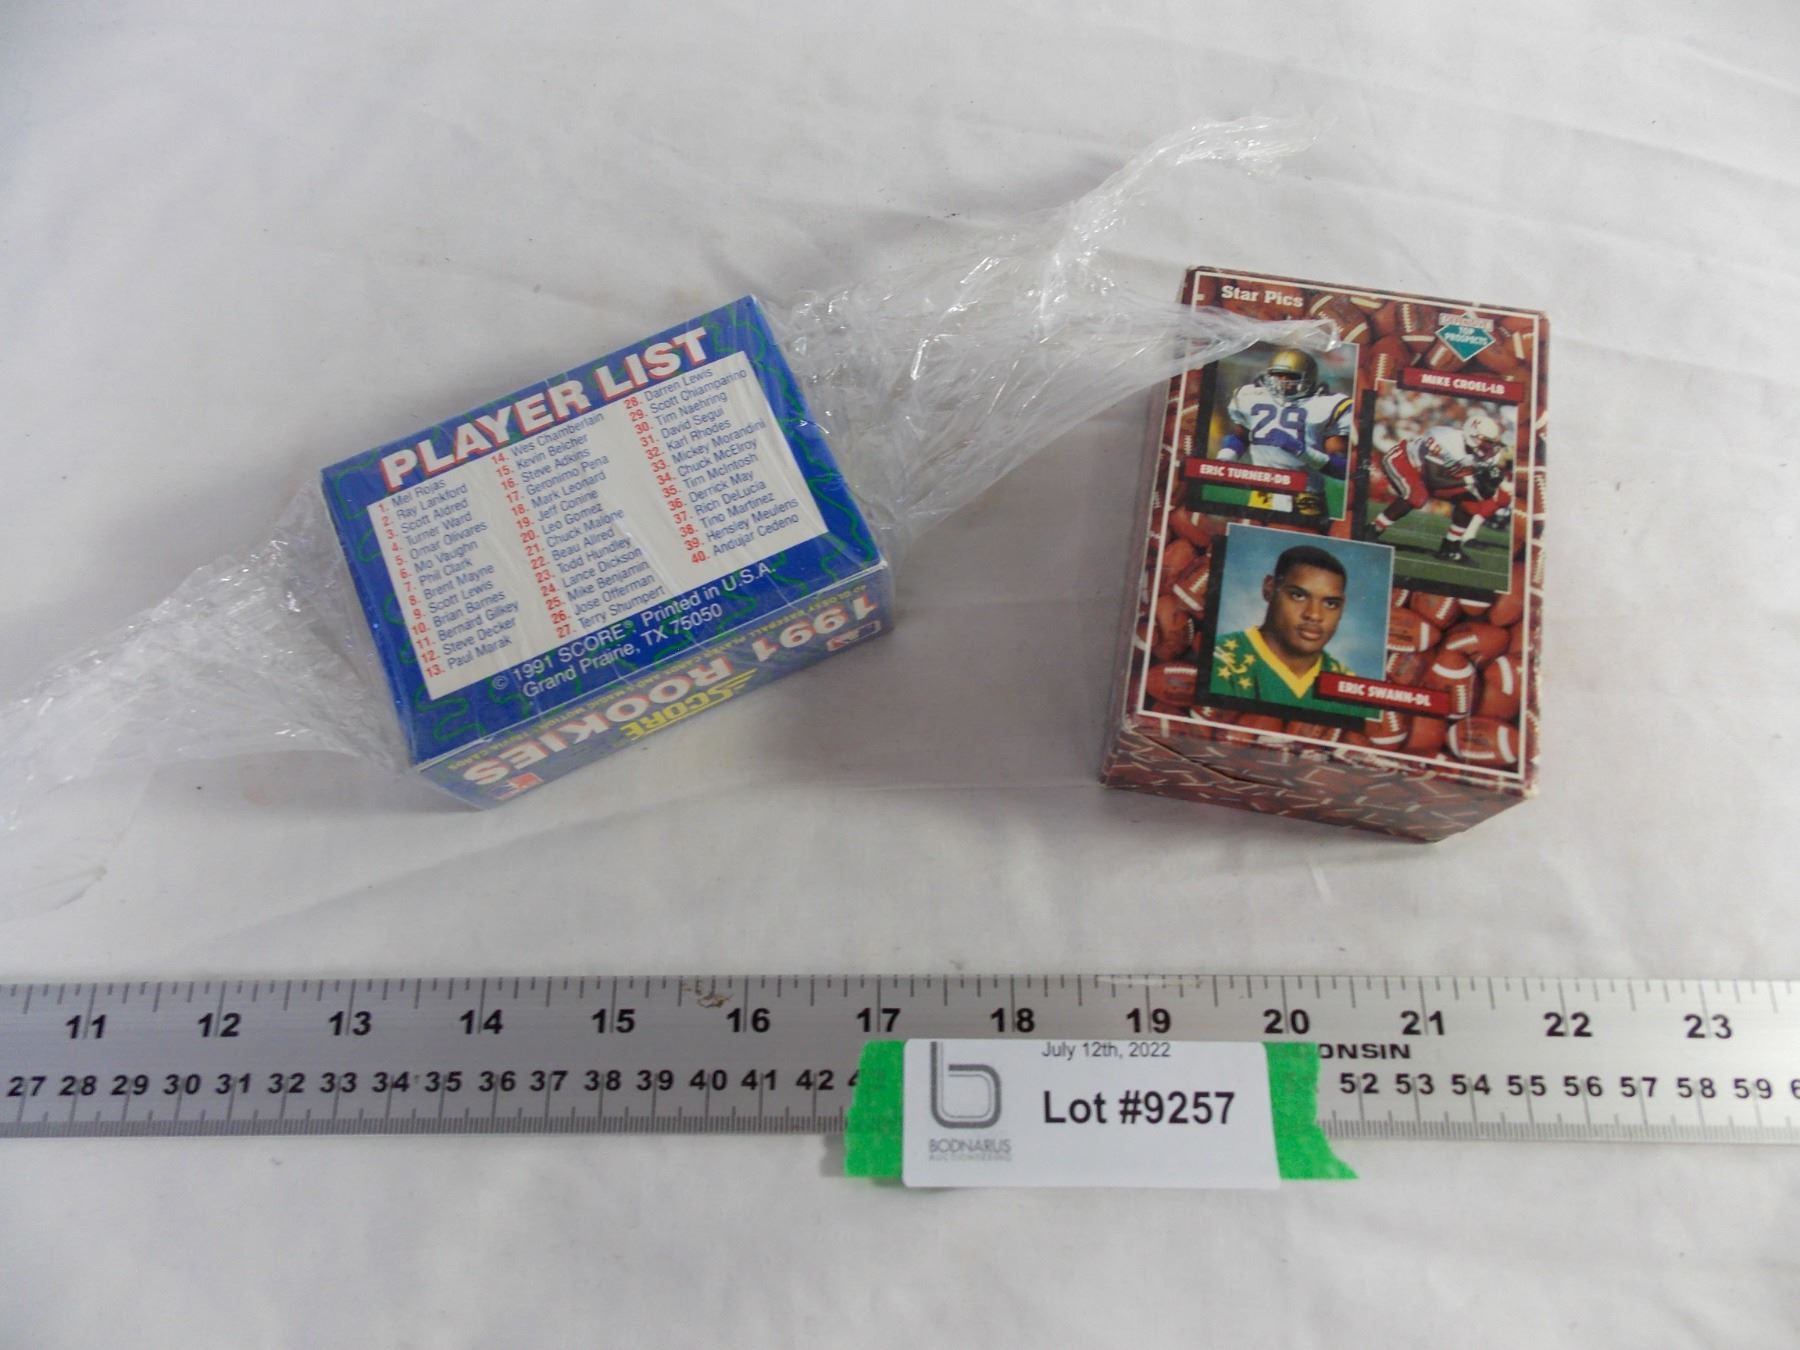 PLAYER LIST
1. Mel Rojas
2. Ray Lankford
3. Scott Aldred
4. Turner Ward
5. Omar Olivares
6. Mo Vaughn
7. Phil Clark
8. Brent Mayne
9. Scott Lewis
10. Brian Barnes
11. Bernard Gilkey
12. Steve Decker
13. Paul Marak
14. Wes Chamberlain
15. Kevin Belcher
16. Steve Adkins
17. Geronimo Pena
18. Mark Leonard
19. Jeff Conine
20. Leo Gomez
21. Chuck Malone
22. Beau Allred
23. Todd Hundley
24. Lance Dickson
25. Mike Benjamin
26. Jose Offerman
27. Terry Shumpert
28. Darren Lewis
29. Scott Chiamparino
30. Tim Naehring
31. David Segui
32. Karl Rhodes
33. Mickey Morandini
34. Chuck McElroy
35. Tim McIntosh
36. Derrick May
37. Rich DeLucia
38. Tino Martinez
39. Hensley Meulens
40. Andujar Cedeno
© 1991 SCORE® Printed in U.S.A.
Grand Prairie, TX 75050
SCORE
1991 ROOKIES
Star Pics
TOP
PROSPECTS
MIKE CROEL-LB
ERIC TURNER-DB
ERIC SWANN-DL
11 12 13 14 15 16 17 18 19 20 21 22 23
ONSIN
27 28 29 30 31 32 33 34 35 36 37 38 39 40 41 42 52 53 54 55 56 57 58 59
July 12th, 2022
Lot #9257
b
BODNARUS
AUCTIONEERING